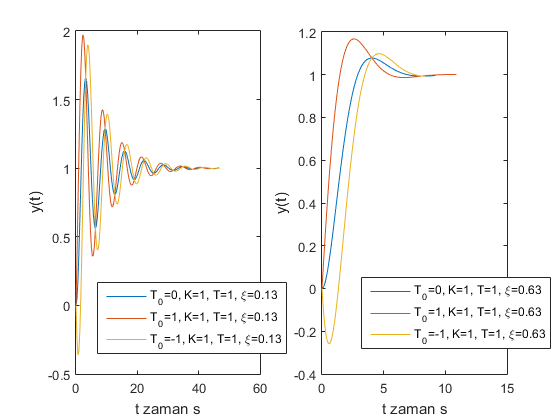 2
1.5
1
0.5
0
-0.5
y(t)
0 20 40 60
t zaman s
T0=0, K=1, T=1, ξ=0.13
T0=1, K=1, T=1, ξ=0.13
T0=-1, K=1, T=1, ξ=0.13
1.2
1
0.8
0.6
0.4
0.2
0
-0.2
-0.4
y(t)
0 5 10 15
t zaman s
T0=0, K=1, T=1, ξ=0.63
T0=1, K=1, T=1, ξ=0.63
T0=-1, K=1, T=1, ξ=0.63